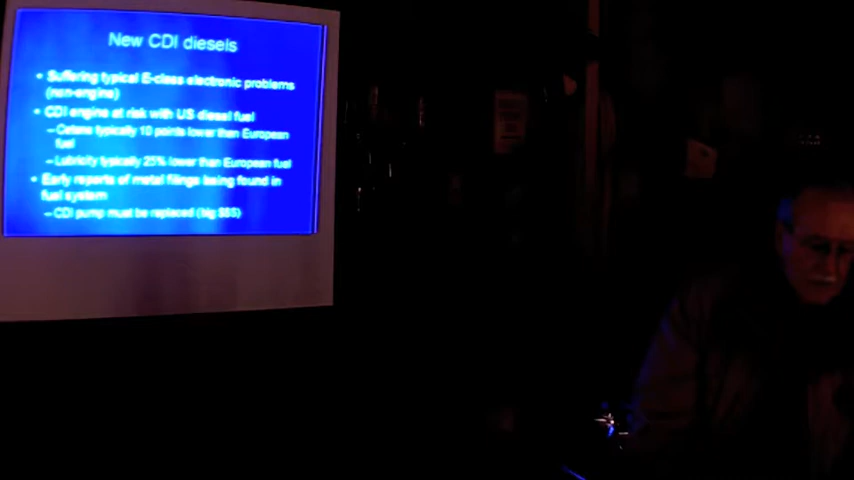 New CDI diesels
• Suffering typical E-class electronic problems
(non-engine)
• CDI engine at risk with US diesel fuel
– Cetane typically 10 points lower than European
fuel
– Lubricity typically 25% lower than European fuel
• Early reports of metal filings being found in
fuel system
– CDI pump must be replaced (big $$$)